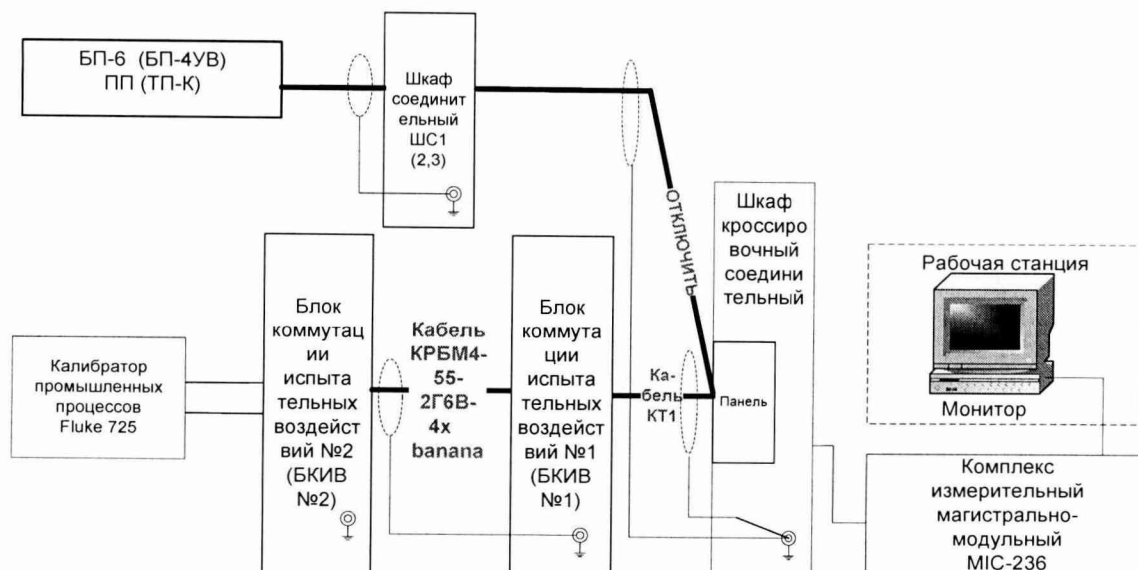 БП-6 (БП-4УВ)
ПП (ТП-К)
Шкаф
соединит
ельный
ШС1
(2,3)
ОТКЛЮЧИТЬ
Шкаф
кроссиро
вочный
соедини
тельный
Панель
Рабочая станция
Монитор
Калибратор
промышленных
процессов
Fluke 725
Блок
коммутац
ии
испыта
тельных
воздейст
вий №2
(БКИВ
№2)
Кабель
КРБМ4-
55-
2Г6В-
4x
banana
Блок
коммута
ции
испыта
тельных
воздейст
вий №1
(БКИВ
№1)
Ка-
бель
КТ1
Комплекс
измерительный
магистрально-
модульный
MIC-236